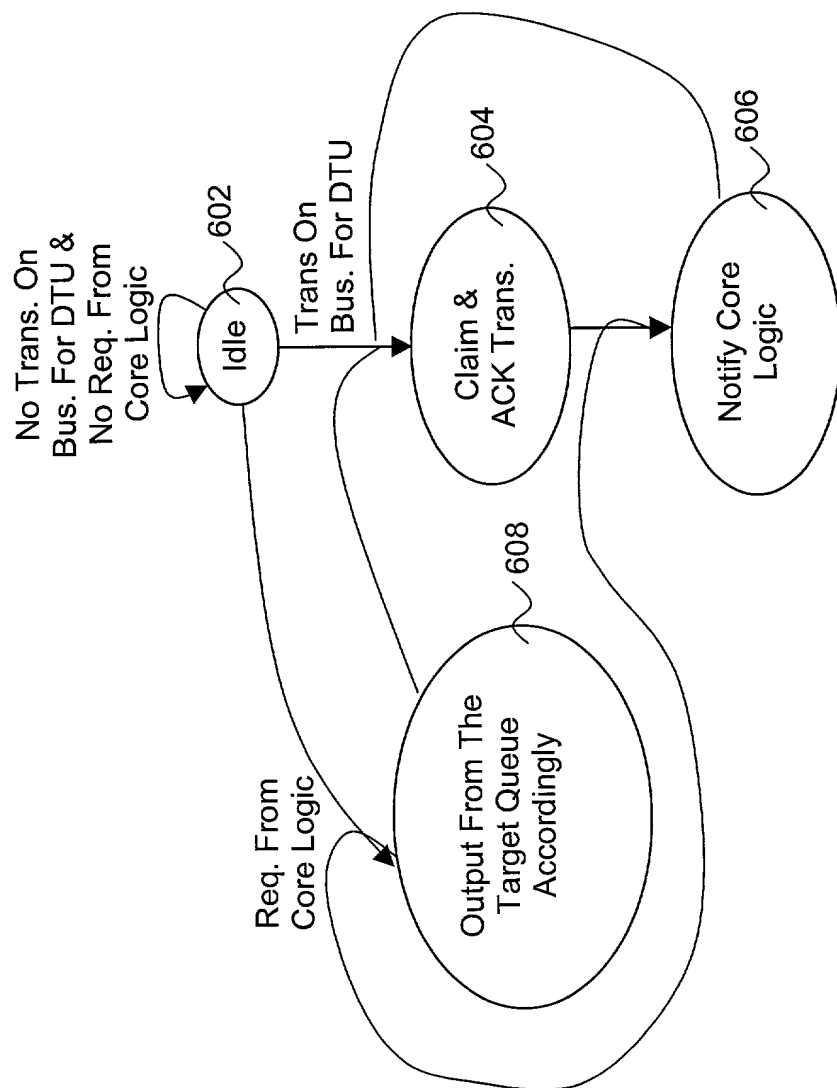 No Trans. On
Bus. For DTU &
No Req. From
Core Logic
Idle
602
Trans On
Bus. For DTU
Claim &
ACK Trans.
604
Notify Core
Logic
606
Req. From
Core Logic
Output From The
Target Queue
Accordingly
608